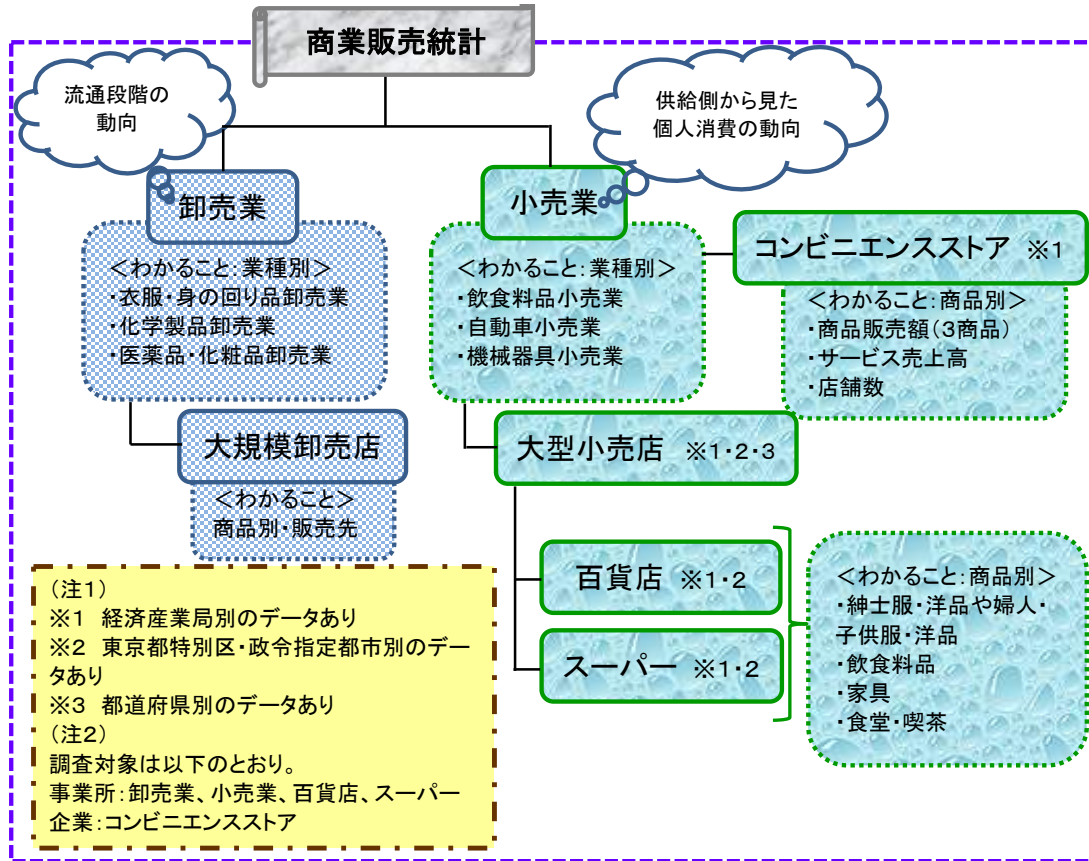 商業販売統計
流通段階の
動向
供給側から見た
個人消費の動向
卸売業
<わかること:業種別>
・衣服・身の回り品卸売業
・化学製品卸売業
・医薬品・化粧品卸売業
大規模卸売店
<わかること>
商品別・販売先
小売業
<わかること:業種別>
・飲食料品小売業
・自動車小売業
・機械器具小売業
コンビニエンスストア ※1
<わかること:商品別>
・商品販売額(3商品)
・サービス売上高
・店舗数
大型小売店 ※1・2・3
百貨店 ※1・2
スーパー ※1・2
<わかること:商品別>
・紳士服・洋品や婦人・
子供服・洋品
・飲食料品
・家具
・食堂・喫茶
(注1)
※1 経済産業局別のデータあり
※2 東京都特別区・政令指定都市別のデー
タあり
※3 都道府県別のデータあり
(注2)
調査対象は以下のとおり。
事業所:卸売業、小売業、百貨店、スーパー
企業:コンビニエンスストア